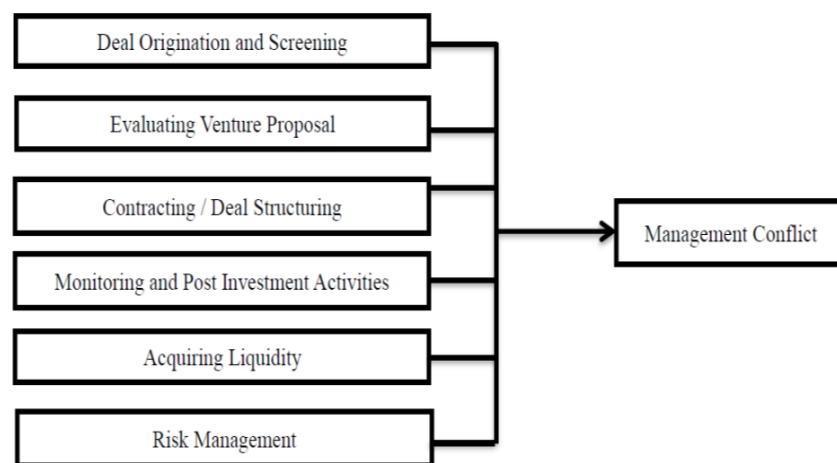 Deal Origination and Screening
Evaluating Venture Proposal
Contracting / Deal Structuring
Management Conflict
Monitoring and Post Investment Activities
Acquiring Liquidity
Risk Management